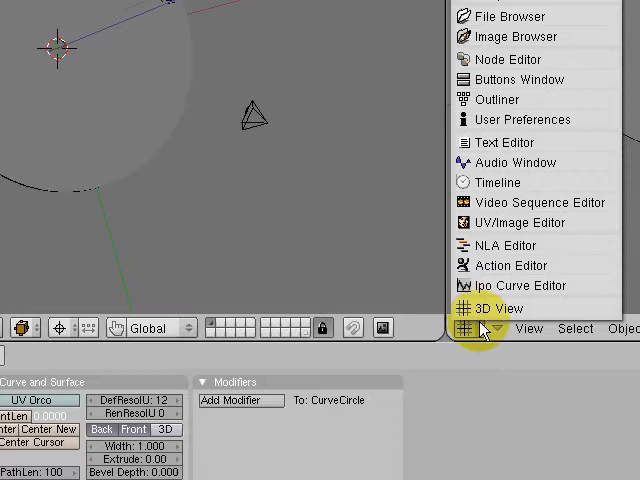 File Browser
Image Browser
Node Editor
Buttons Window
Outliner
User Preferences
Text Editor
Audio Window
Timeline
Video Sequence Editor
UV/Image Editor
NLA Editor
Action Editor
Ipo Curve Editor
3D View
Global
View Select Objec
Curve and Surface
Modifiers
UV Orco
DefResolU: 12
Add Modifier To: CurveCircle
ntLen 0.0000
RenResolU 0
nter Center New
Back Front 3D
Center Cursor
Width: 1.000
Extrude: 0.00
PathLen: 100
Bevel Depth: 0.000